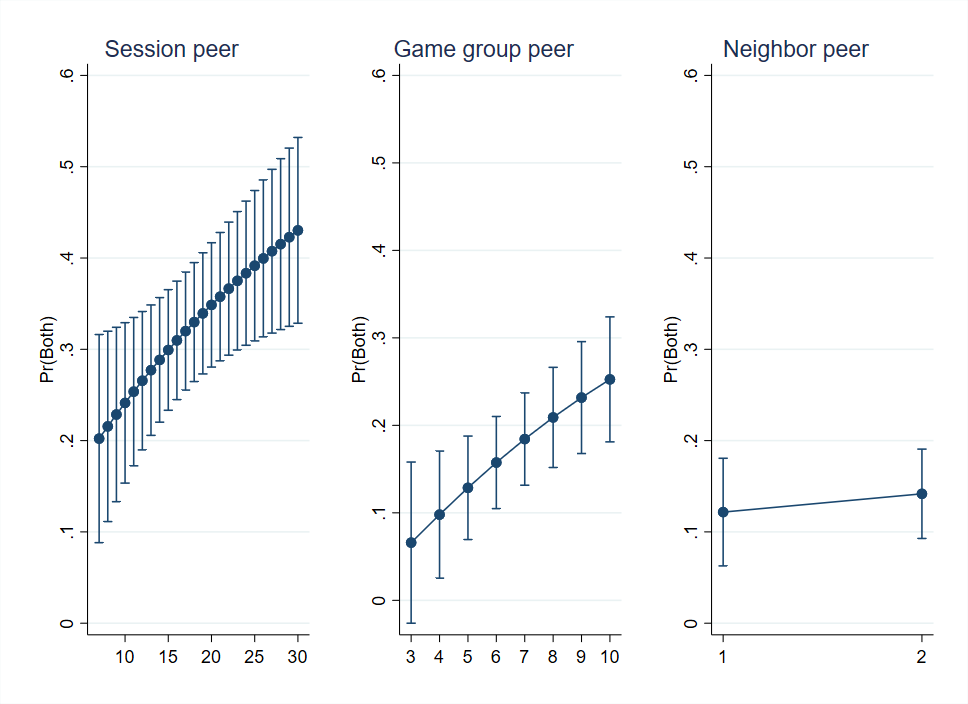 Session peer
Pr(Both)
.6
.5
.4
.3
.2
.1
0
10 15 20 25 30
Game group peer
Pr(Both)
.6
.5
.4
.3
.2
.1
0
3 4 5 6 7 8 9 10
Neighbor peer
Pr(Both)
.6
.5
.4
.3
.2
.1
0
1 2